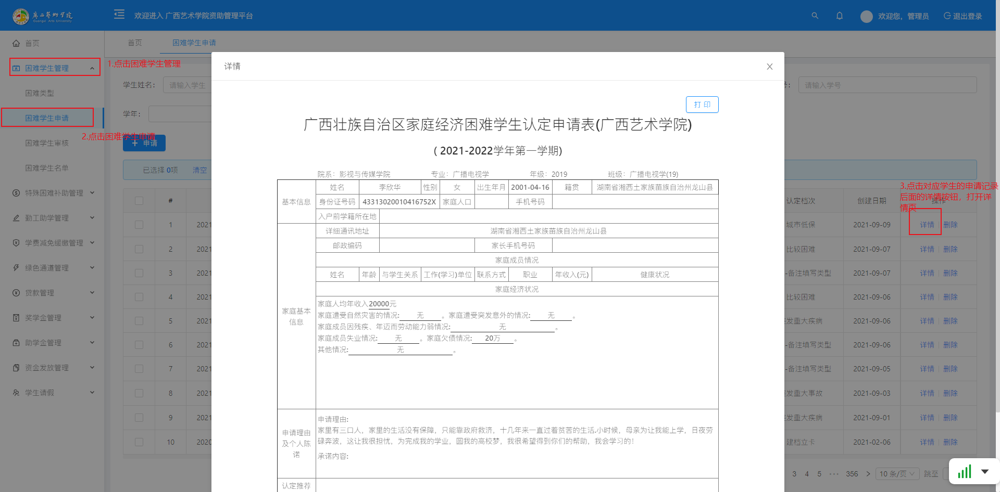 廣西藝術學院
Guangxi Arts University
欢迎进入 广西艺术学院资助管理平台
欢迎您，管理员
退出登录
首页
困难学生管理
困难类型
困难学生申请
困难学生审核
困难学生名单
特殊困难补助管理
勤工助学管理
学费减免缓缴管理
绿色通道管理
贷款管理
奖学金管理
助学金管理
资金发放管理
学生请假
首页
困难学生申请
1.点击困难学生管理
2.点击困难学生申请
学生姓名：
请输入学生
号：
请输入学号
学年：
+ 申请
已选择 0项 清空
#
1 2021
2 2021
3 2021
4 2021
5 2021
6 2021
7 2021
8 2021
9 2021
10 2020
详情
打 印
广西壮族自治区家庭经济困难学生认定申请表(广西艺术学院)
( 2021-2022学年第一学期)
院系：影视与传媒学院 专业：广播电视学 年级：2019 班级：广播电视学(19)
基本信息
姓名 李欣华 性别 女 出生年月 2001-04-16 籍贯 湖南省湘西土家族苗族自治州龙山县
身份证号码 43313020010416752X 家庭人口 手机号码
入户前学籍所在地
家庭基本信息
详细通讯地址 湖南省湘西土家族苗族自治州龙山县
邮政编码 家长手机号码
家庭成员情况
姓名 年龄 与学生关系 工作(学习)单位 联系方式 职业 年收入(元) 健康状况
家庭经济状况
家庭人均年收入20000元
家庭遭受自然灾害的情况: 无 。家庭遭受突发意外的情况: 无 。
家庭成员因残疾、年迈而劳动能力弱情况: 无 。
家庭成员失业情况: 无 。家庭欠债情况: 20万 。
其他情况: 无 。
申请理由及个人陈诺
申请理由:
家里有三口人，家里的生活没有保障，只能靠政府救济，十几年来一直过着贫苦的生活.小时候，母亲为让我能上学，日夜劳
碌奔波，这让我很担忧，为完成我的学业，圆我的高校梦，我很希望得到你们的帮助，我会学习的！
承诺内容:
认定推荐
3.点击对应学生的申请记录
后面的详情按钮，打开详
情页
认定档次 创建日期 操作
城市低保 2021-09-09 详情 删除
比较困难 2021-09-07 详情 删除
-备注填写类型 2021-09-07 详情 删除
比较困难 2021-09-06 详情 删除
发重大疾病 2021-09-06 详情 删除
-备注填写类型 2021-09-06 详情 删除
-备注填写类型 2021-09-05 详情 删除
发重大事故 2021-09-03 详情 删除
发重大疾病 2021-09-01 详情 删除
建档立卡 2021-02-06 详情 删除
3 4 5 ••• 356 > 10 条/页 跳至